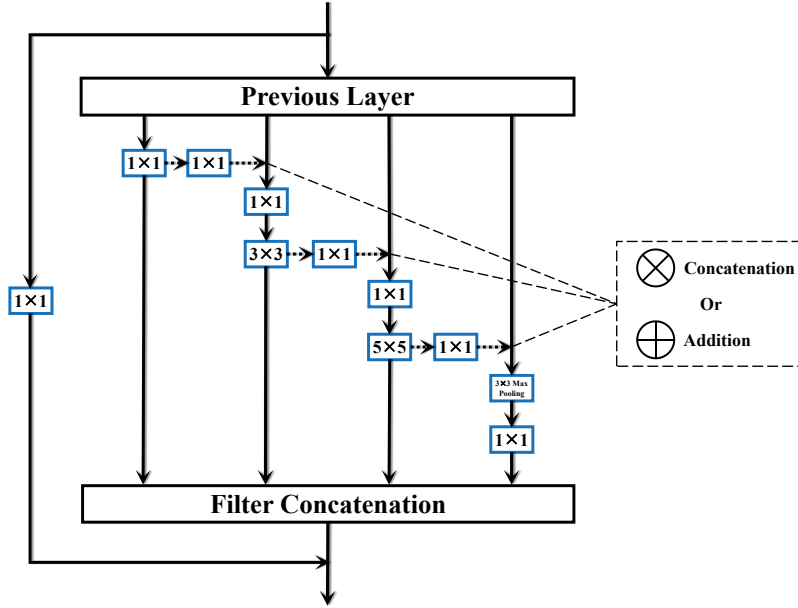 Previous Layer
1×1
1×1
1×1
3×3
1×1
Concatenation
1×1
1×1
Or
5×5
1×1
Addition
3×3 Max
Pooling
1×1
Filter Concatenation